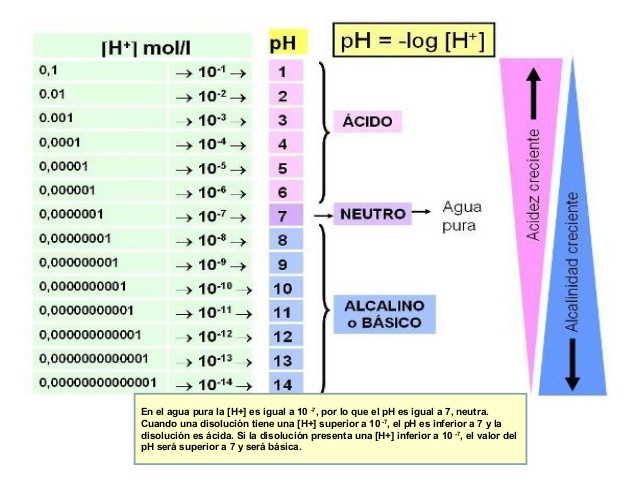 [H+] mol/l pH pH = -log [H+]
0,1 → 10-1 → 1
0.01 → 10-2 → 2
0.001 → 10-3 → 3
0,0001 → 10-4 → 4
0,00001 → 10-5 → 5
0,000001 → 10-6 → 6
0,0000001 → 10-7 → 7
0,00000001 → 10-8 → 8
0,000000001 → 10-9 → 9
0,0000000001 → 10-10 → 10
0,00000000001 → 10-11 → 11
0,000000000001 → 10-12 → 12
0,0000000000001 → 10-13 → 13
0,00000000000001 → 10-14 → 14
ÁCIDO
→ NEUTRO → Agua
pura
ALCALINO
o BÁSICO
Acidez creciente
Alcalinidad creciente
En el agua pura la [H+] es igual a 10 -7, por lo que el pH es igual a 7, neutra.
Cuando una disolución tiene una [H+] superior a 10 -7, el pH es inferior a 7 y la
disolución es ácida. Si la disolución presenta una [H+] inferior a 10 -7, el valor del
pH será superior a 7 y será básica.